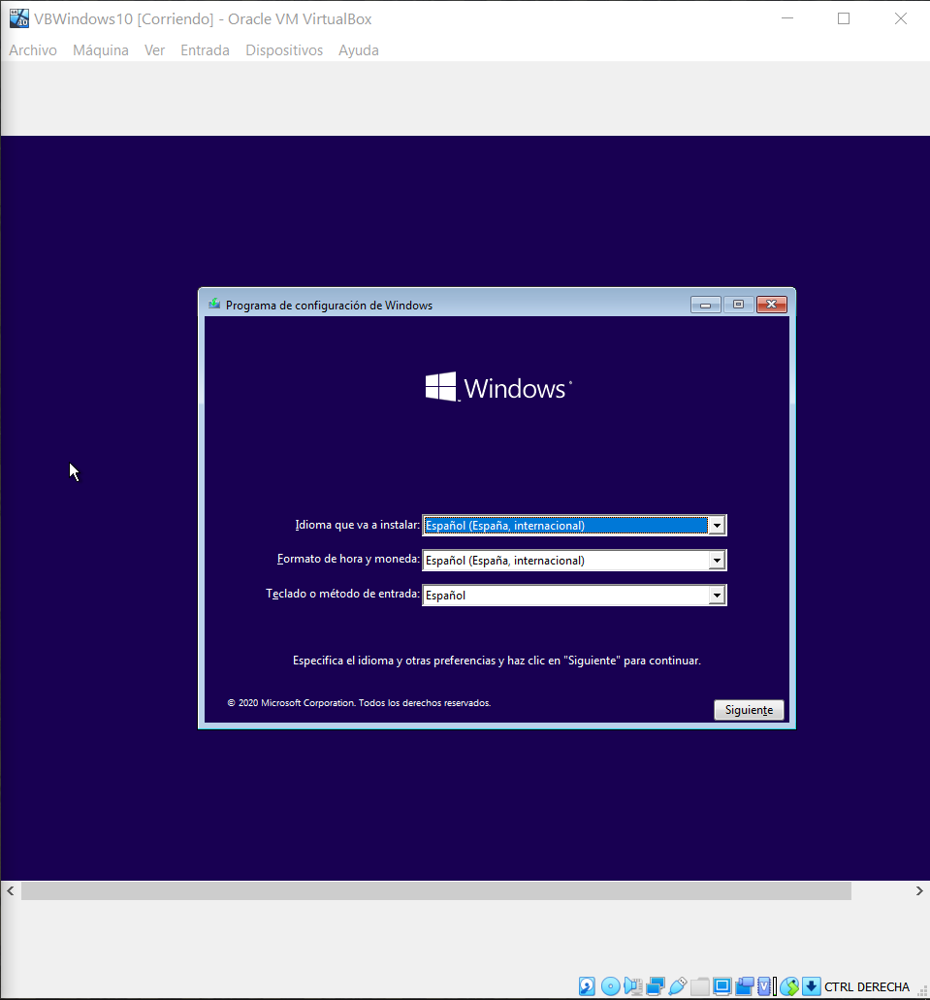 VBWindows10 [Corriendo] - Oracle VM VirtualBox
Archivo Máquina Ver Entrada Dispositivos Ayuda
Programa de configuración de Windows
Windows
Idioma que va a instalar: Español (España, internacional)
Formato de hora y moneda: Español (España, internacional)
Teclado o método de entrada: Español
Especifica el idioma y otras preferencias y haz clic en "Siguiente" para continuar.
© 2020 Microsoft Corporation. Todos los derechos reservados.
Siguiente
CTRL DERECHA